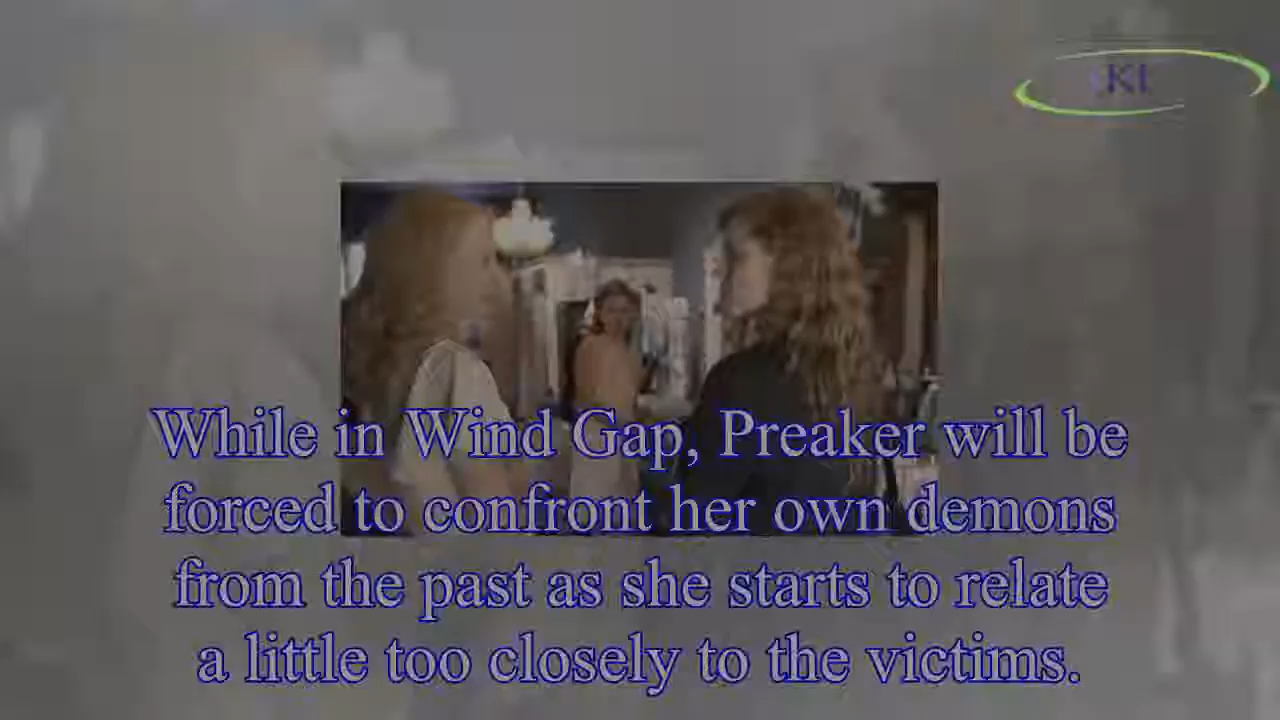 KI
While in Wind Gap, Preaker will be
forced to confront her own demons
from the past as she starts to relate
a little too closely to the victims.